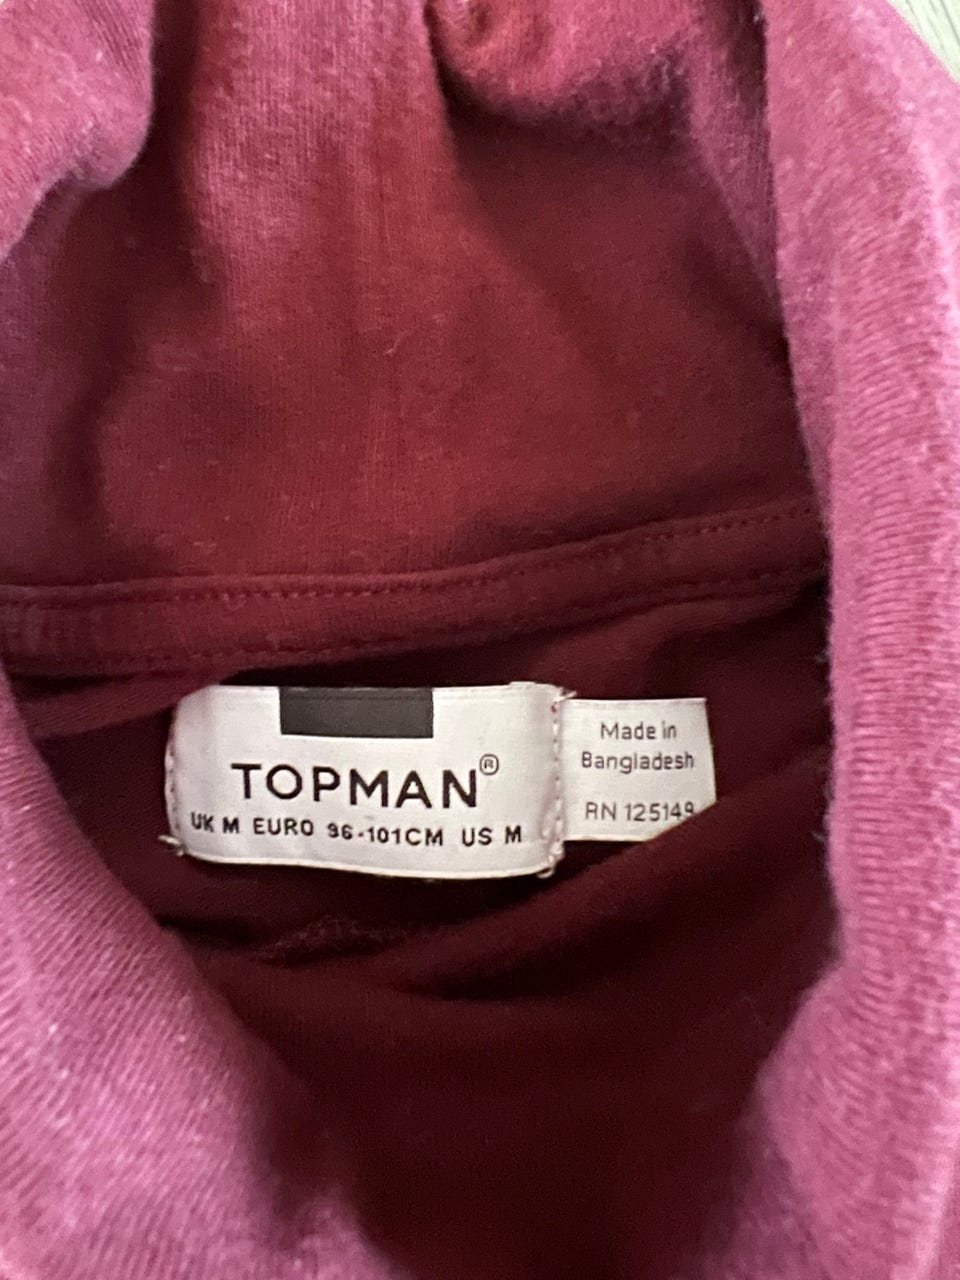 TOPMAN®
UK M EURO 96-101CM US M
Made in
Bangladesh
RN 125149